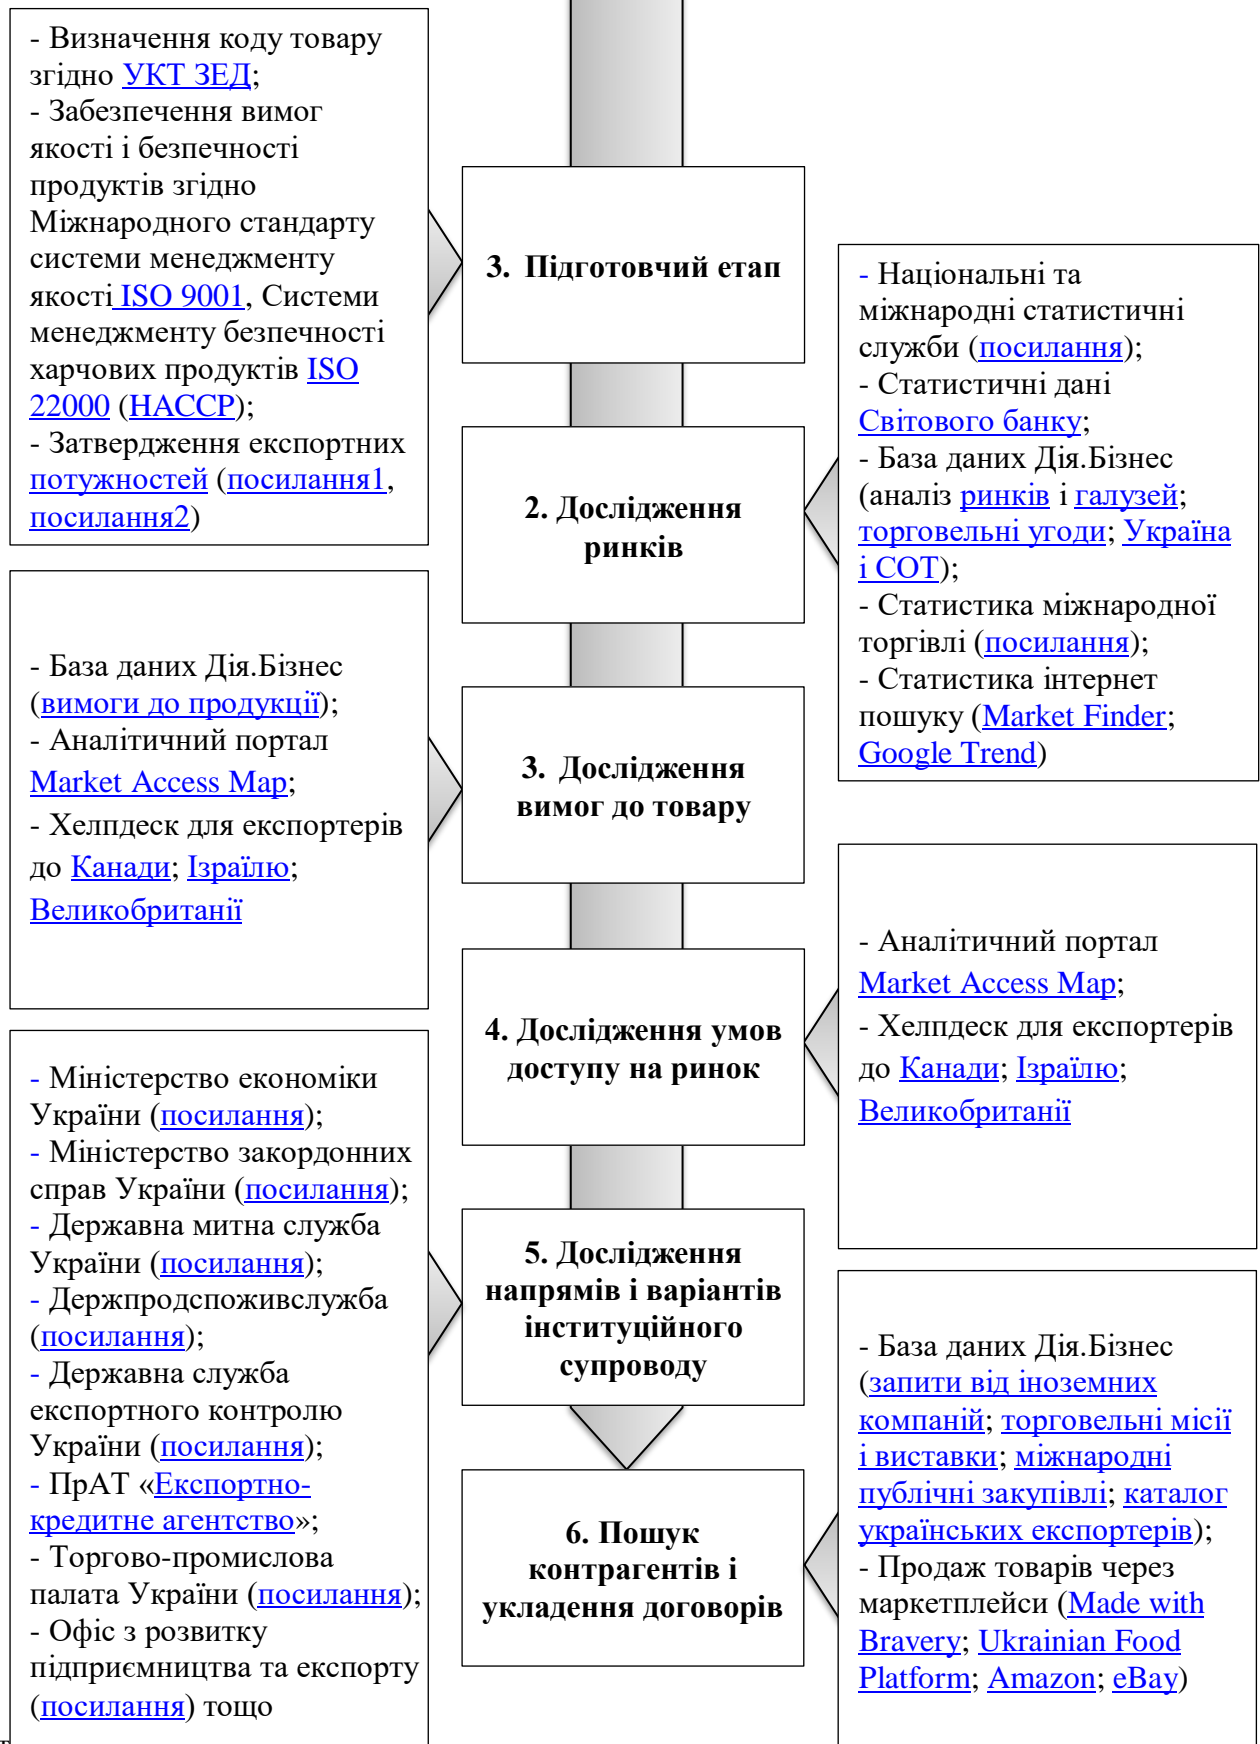 - Визначення коду товару
згідно УКТ ЗЕД;
- Забезпечення вимог
якості і безпечності
продуктів згідно
Міжнародного стандарту
системи менеджменту
якості ISO 9001, Системи
менеджменту безпечності
харчових продуктів ISO
22000 (HACCP);
- Затвердження експортних
потужностей (посилання1,
посилання2)
3. Підготовчий етап
- Національні та
міжнародні статистичні
служби (посилання);
- Статистичні дані
Світового банку;
- База даних Дія.Бізнес
(аналіз ринків і галузей;
торговельні угоди; Україна
і СОТ);
- Статистика міжнародної
торгівлі (посилання);
- Статистика інтернет
пошуку (Market Finder;
Google Trend)
2. Дослідження
ринків
- База даних Дія.Бізнес
(вимоги до продукції);
- Аналітичний портал
Market Access Map;
- Хелпдеск для експортерів
до Канади; Ізраїлю;
Великобританії
3. Дослідження
вимог до товару
- Аналітичний портал
Market Access Map;
- Хелпдеск для експортерів
до Канади; Ізраїлю;
Великобританії
4. Дослідження умов
доступу на ринок
- Міністерство економіки
України (посилання);
- Міністерство закордонних
справ України (посилання);
- Державна митна служба
України (посилання);
- Держпродспоживслужба
(посилання);
- Державна служба
експортного контролю
України (посилання);
- ПрАТ «Експортно-
кредитне агентство»;
- Торгово-промислова
палата України (посилання);
- Офіс з розвитку
підприємництва та експорту
(посилання) тощо
5. Дослідження
напрямів і варіантів
інституційного
супроводу
- База даних Дія.Бізнес
(запити від іноземних
компаній; торговельні місії
і виставки; міжнародні
публічні закупівлі; каталог
українських експортерів);
- Продаж товарів через
маркетплейси (Made with
Bravery; Ukrainian Food
Platform; Amazon; eBay)
6. Пошук
контрагентів і
укладення договорів